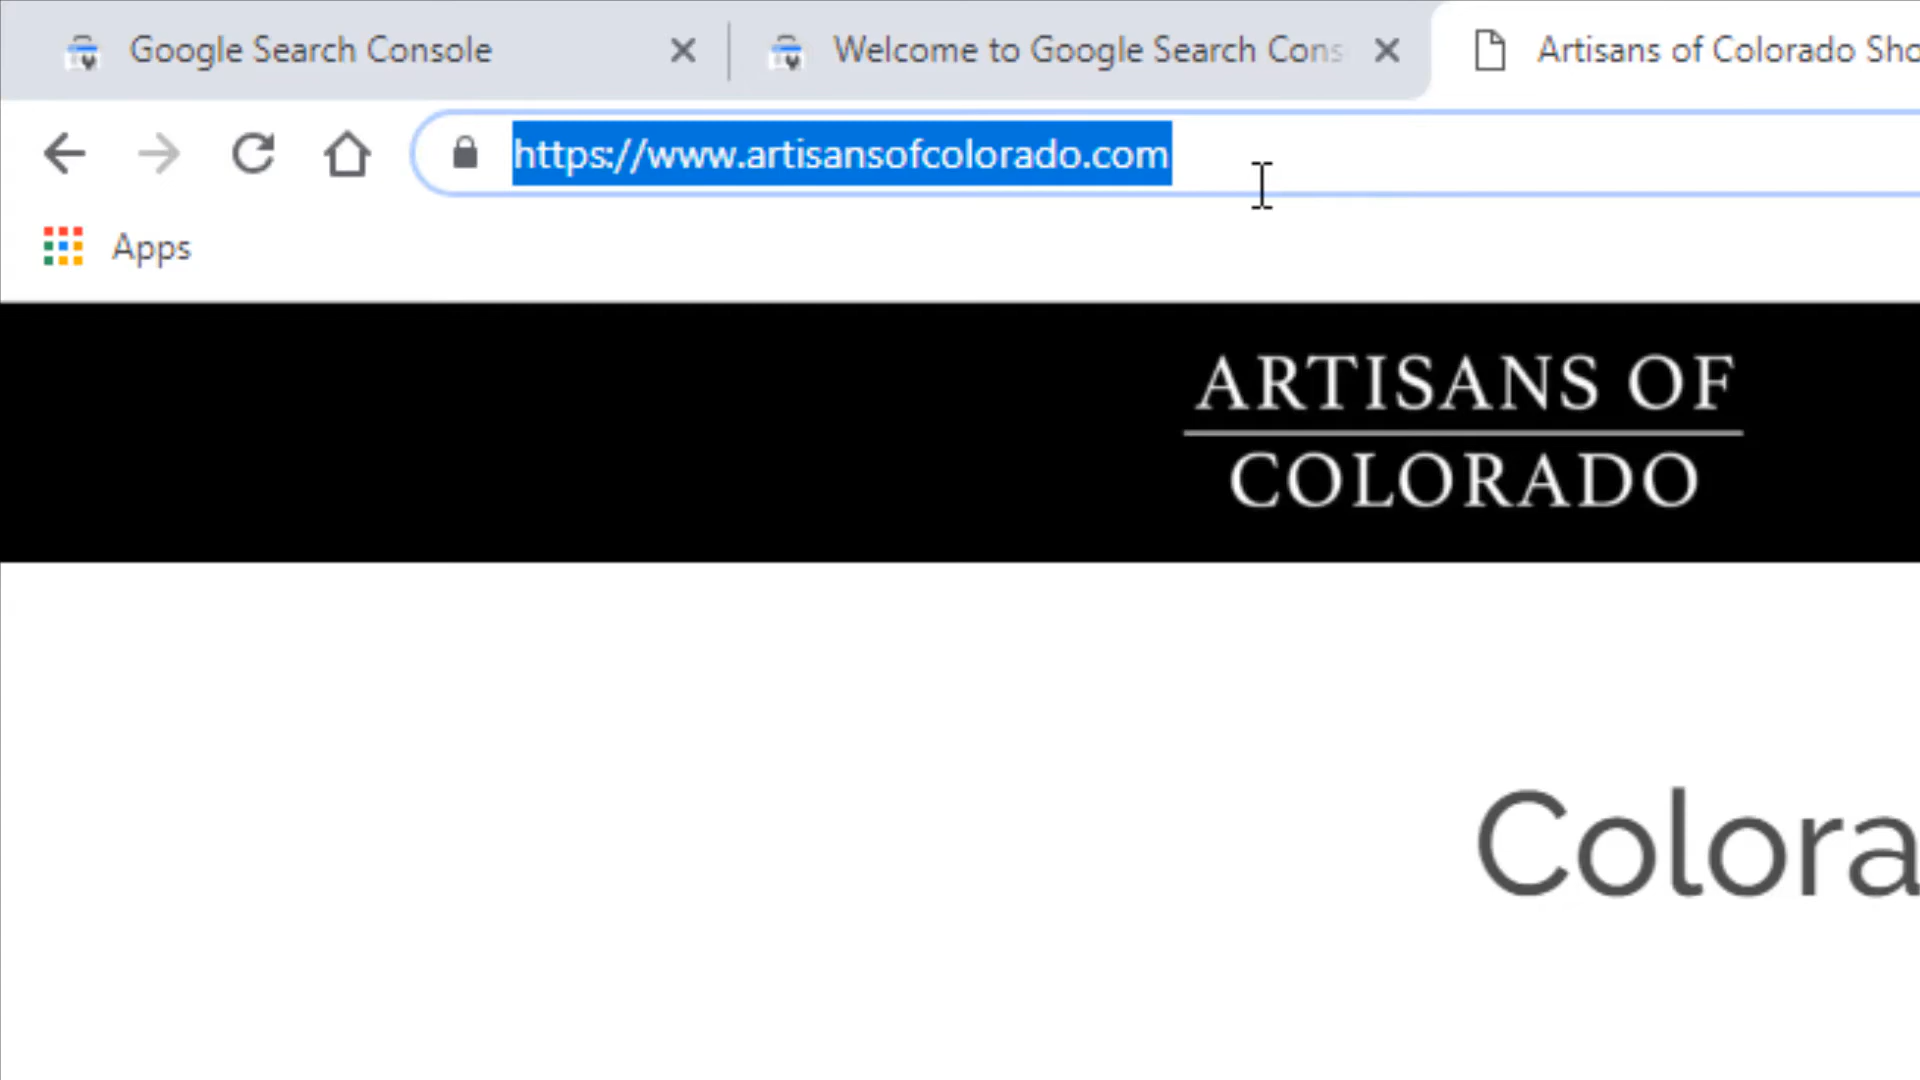 Google Search Console
Welcome to Google Search Cons
Artisans of Colorado Sho
https://www.artisansofcolorado.com
Apps
ARTISANS OF
COLORADO
Colora